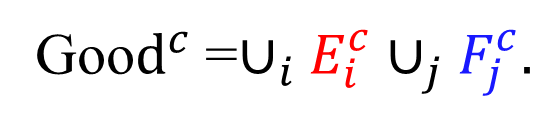 Good^c =∪_i E_i^c ∪_j F_j^c.